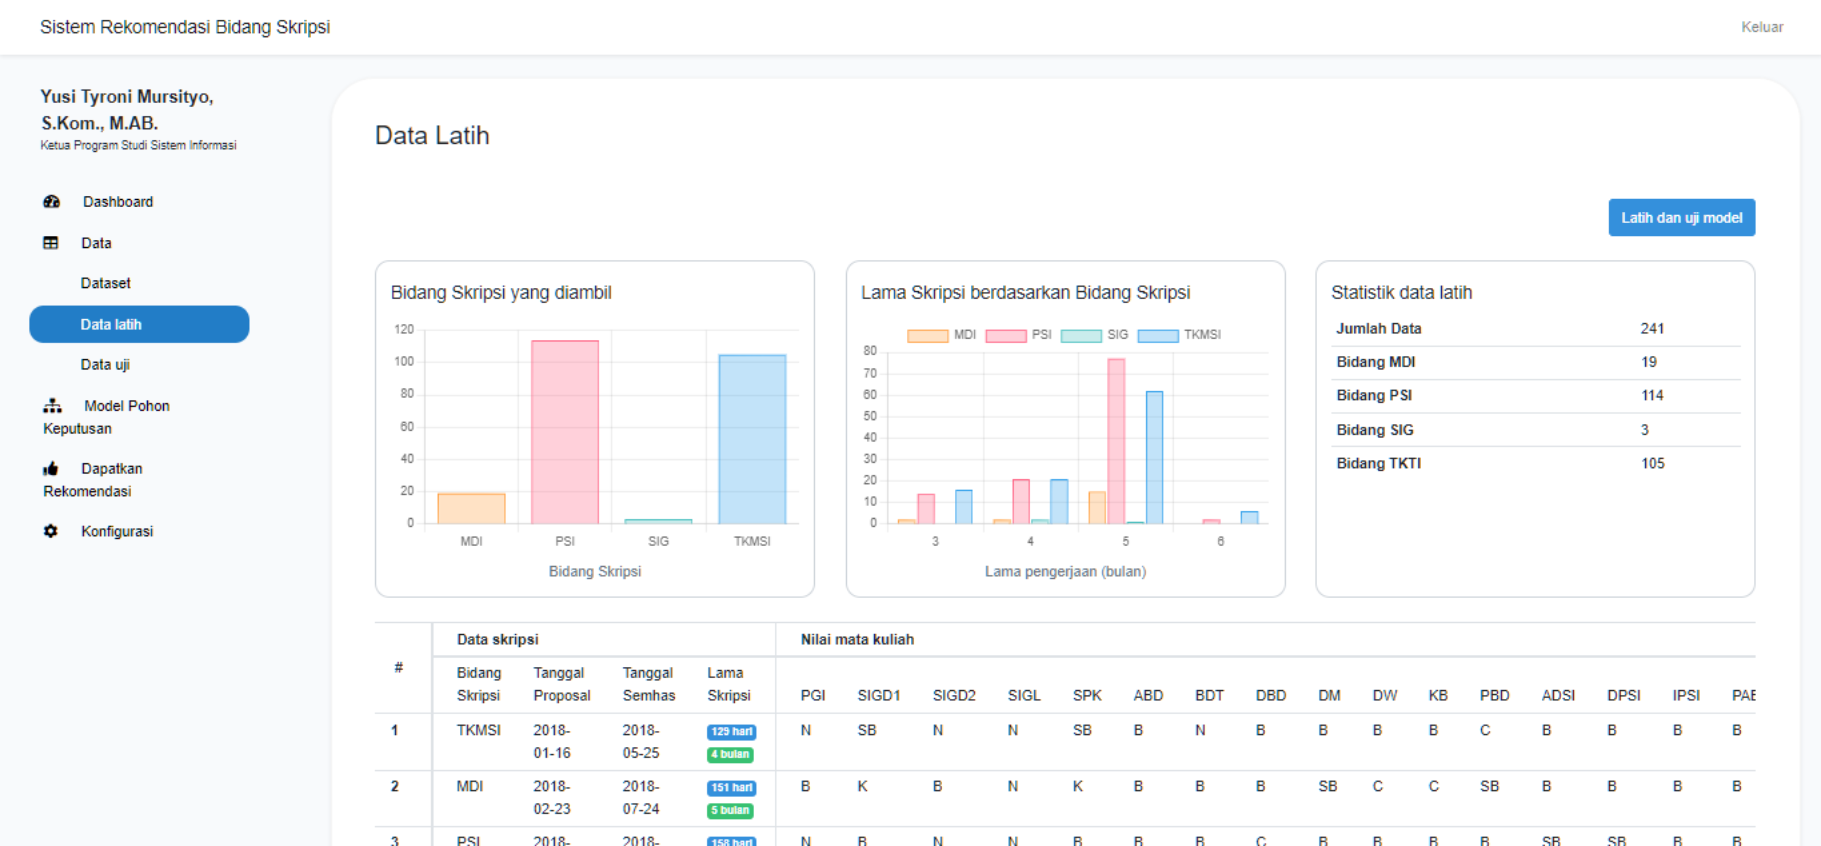 Sistem Rekomendasi Bidang Skripsi
Keluar
Yusi Tyroni Mursityo,
S.Kom., M.AB.
Ketua Program Studi Sistem Informasi
Dashboard
Data
Dataset
Data latih
Data uji
Model Pohon
Keputusan
Dapatkan
Rekomendasi
Konfigurasi
Data Latih
Latih dan uji model
Bidang Skripsi yang diambil
120
100
80
60
40
20
0
MDI PSI SIG TKMSI
Bidang Skripsi
Lama Skripsi berdasarkan Bidang Skripsi
MDI PSI SIG TKMSI
80
70
60
50
40
30
20
10
0
3 4 5 6
Lama pengerjaan (bulan)
Statistik data latih
Jumlah Data 241
Bidang MDI 19
Bidang PSI 114
Bidang SIG 3
Bidang TKTI 105
# Data skripsi Nilai mata kuliah
Bidang Tanggal Tanggal Lama
Skripsi Proposal Semhas Skripsi PGI SIGD1 SIGD2 SIGL SPK ABD BDT DBD DM DW KB PBD ADSI DPSI IPSI PAE
1 TKMSI 2018- 2018- 129 hari N SB N N SB B N B B B B C B B B B
01-16 05-25 4 bulan
2 MDI 2018- 2018- 151 hari B K B N K B B B SB C C SB B B B B
02-23 07-24 5 bulan
3 PSI 2018- 2018- 158 hari N B N N B B B C B B B B SB SB B B